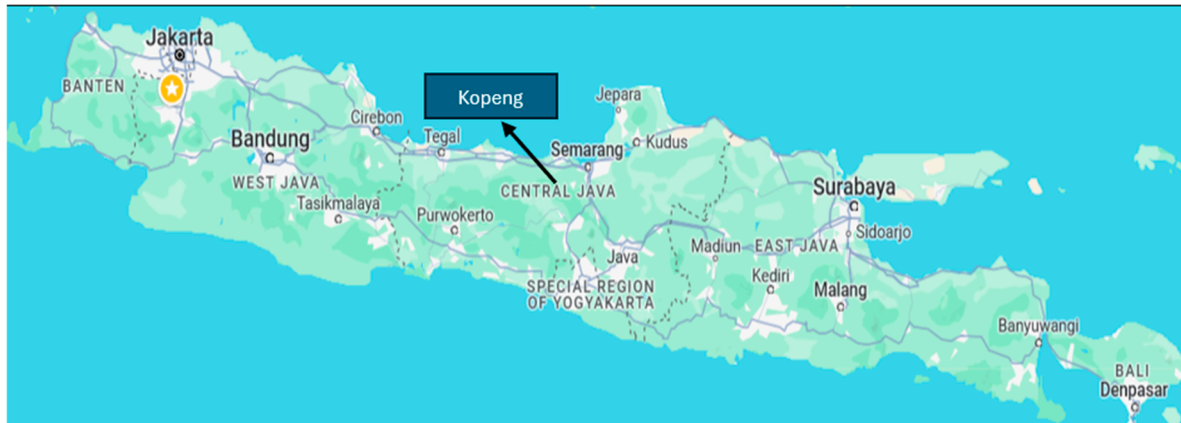 Jakarta
BANTEN
Bandung
WEST JAVA
Tasikmalaya
Cirebon
Tegal
Purwokerto
Kopeng
Semarang
CENTRAL JAVA
Jepara
Kudus
Java
SPECIAL REGION
OF YOGYAKARTA
Madiun
EAST JAVA
Kediri
Surabaya
Sidoarjo
Malang
Banyuwangi
BALI
Denpasar